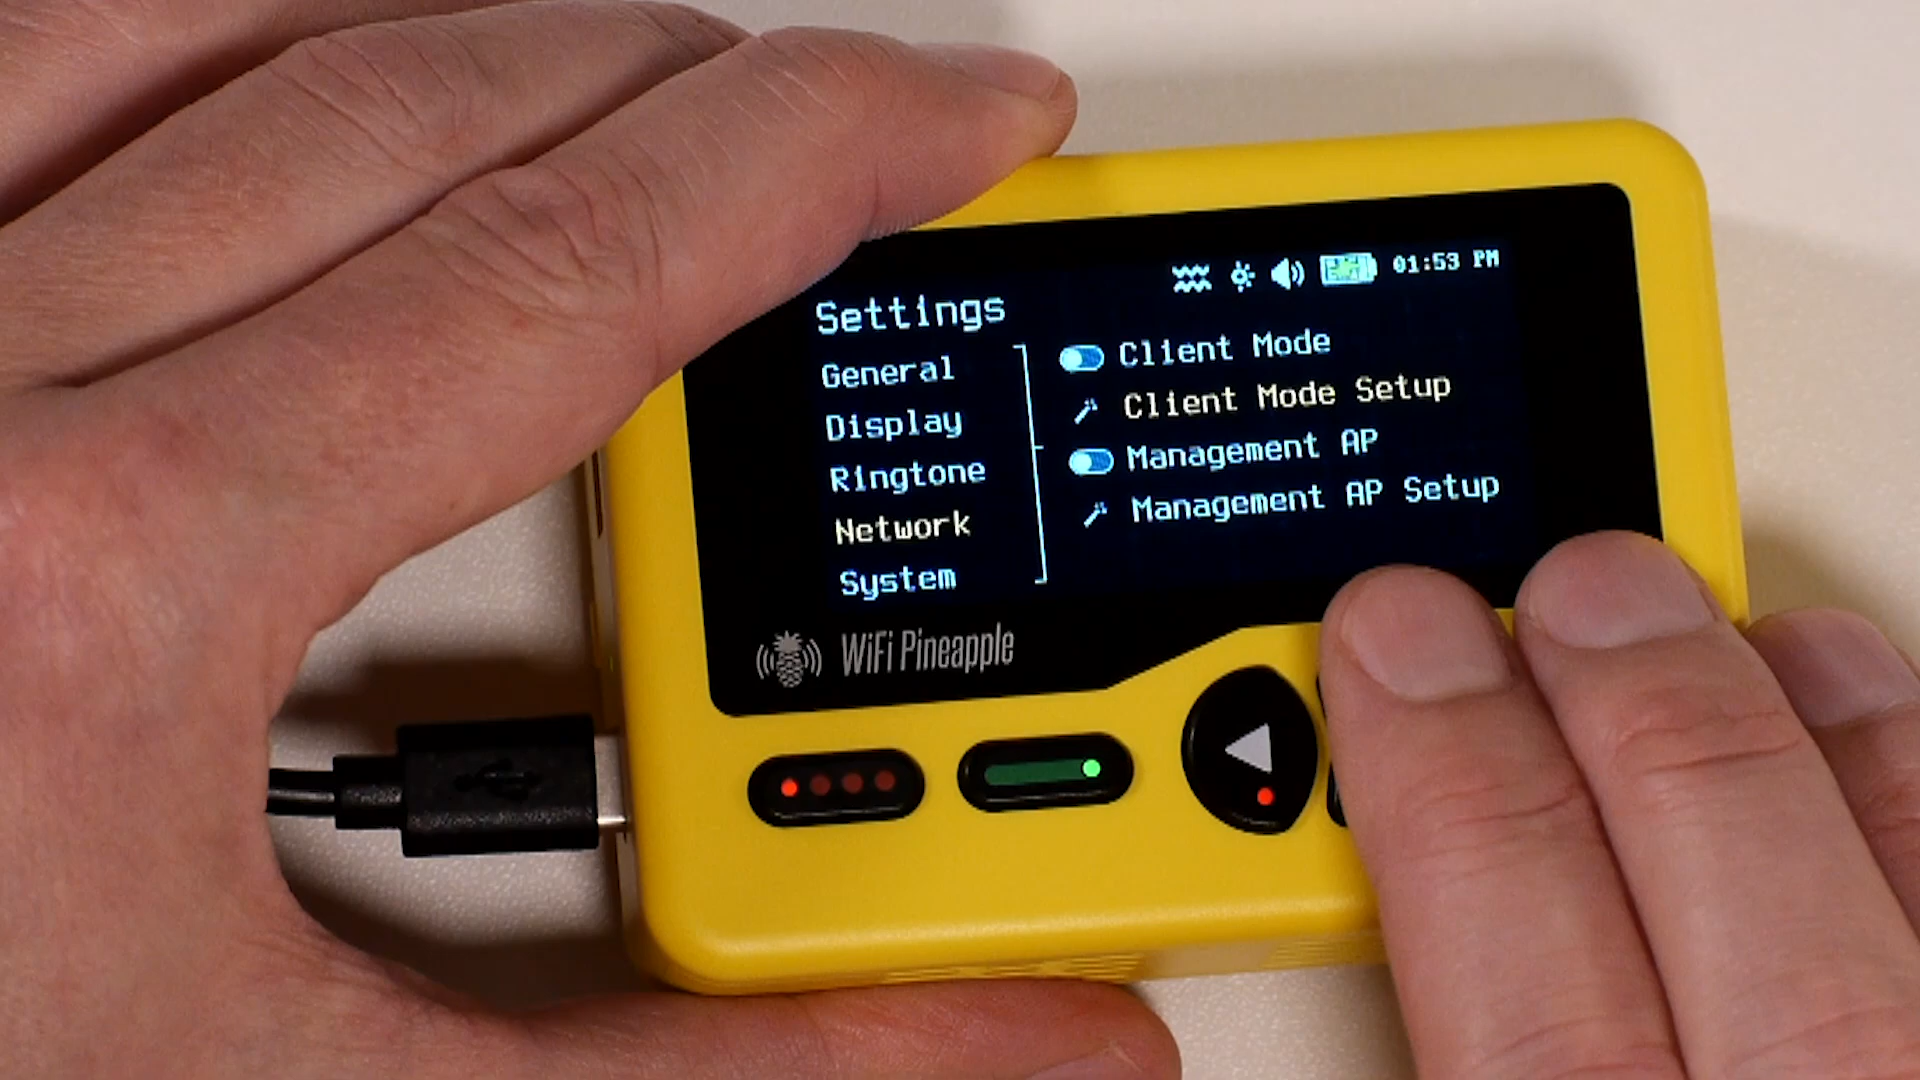 01:53 PM
Settings
General
Display
Ringtone
Network
System
Client Mode
Client Mode Setup
Management AP
Management AP Setup
WiFi Pineapple